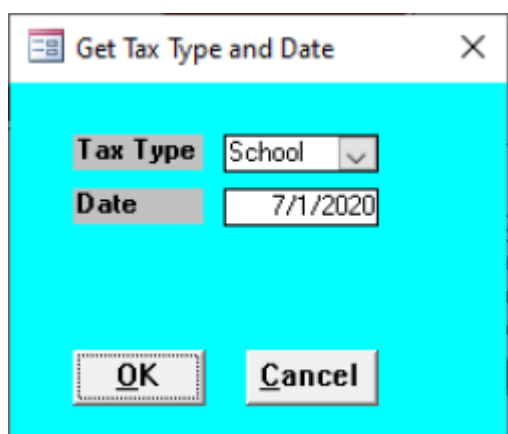 Get Tax Type and Date
Tax Type School
Date 7/1/2020
OK Cancel